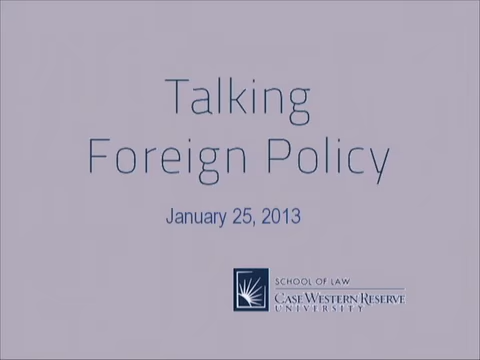 Talking
Foreign Policy
January 25, 2013
SCHOOL OF LAW
CASE WESTERN RESERVE
UNIVERSITY